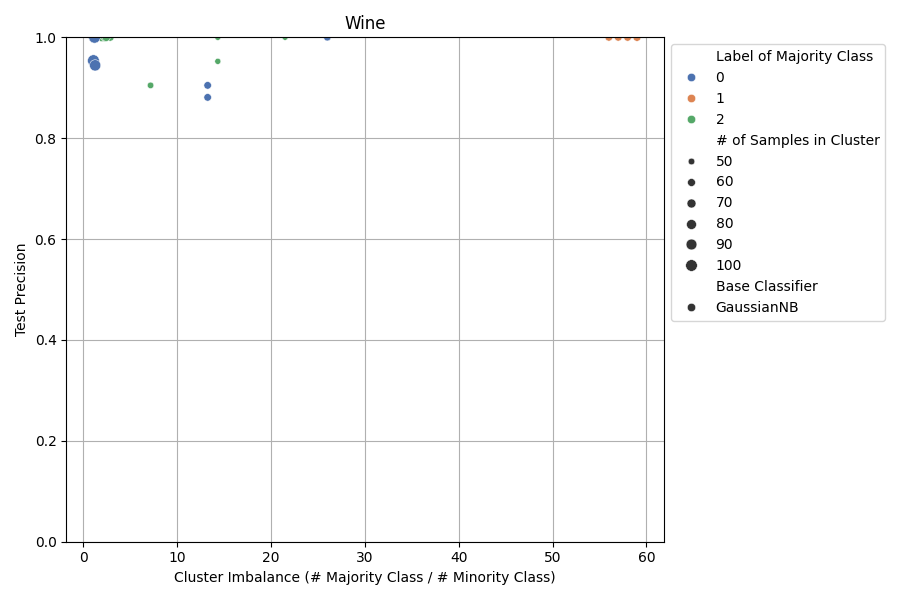 Wine
1.0
0.8
0.6
0.4
0.2
0.0
Test Precision
0 10 20 30 40 50 60
Cluster Imbalance (# Majority Class / # Minority Class)
Label of Majority Class
0
1
2
# of Samples in Cluster
50
60
70
80
90
100
Base Classifier
GaussianNB